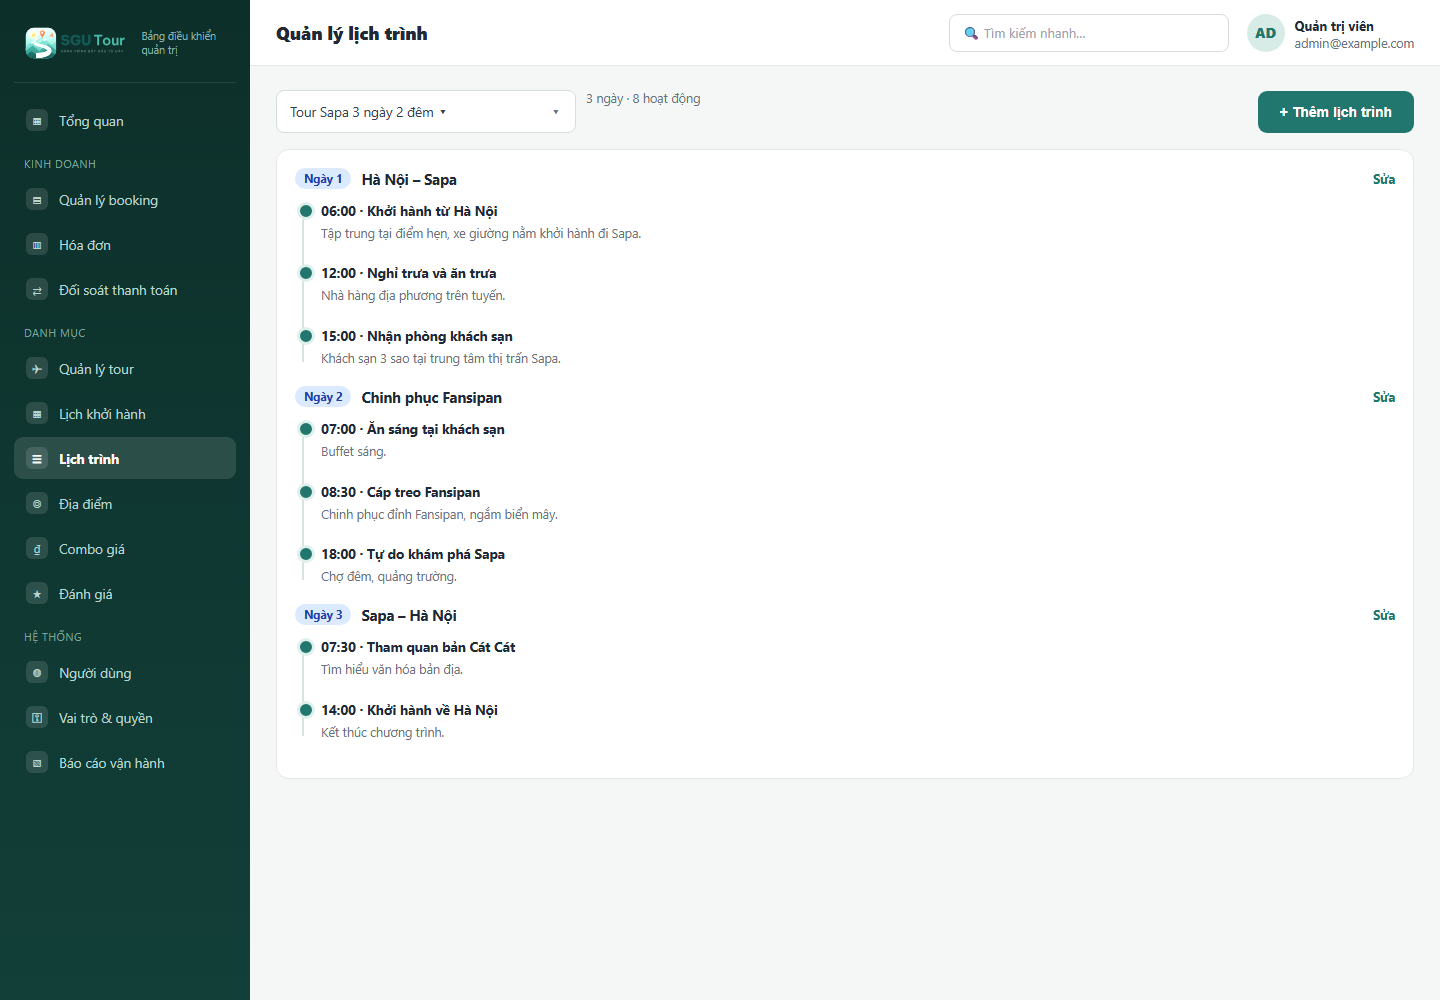 SGU Tour
Bảng điều khiển
quản trị
Tổng quan
KINH DOANH
Quản lý booking
Hóa đơn
Đối soát thanh toán
DANH MỤC
Quản lý tour
Lịch khởi hành
Lịch trình
Địa điểm
Combo giá
Đánh giá
HỆ THỐNG
Người dùng
Vai trò & quyền
Báo cáo vận hành
Quản lý lịch trình
Tìm kiếm nhanh...
AD
Quản trị viên
admin@example.com
Tour Sapa 3 ngày 2 đêm
3 ngày · 8 hoạt động
+ Thêm lịch trình
Ngày 1 Hà Nội – Sapa Sửa
06:00 · Khởi hành từ Hà Nội
Tập trung tại điểm hẹn, xe giường nằm khởi hành đi Sapa.
12:00 · Nghỉ trưa và ăn trưa
Nhà hàng địa phương trên tuyến.
15:00 · Nhận phòng khách sạn
Khách sạn 3 sao tại trung tâm thị trấn Sapa.
Ngày 2 Chinh phục Fansipan Sửa
07:00 · Ăn sáng tại khách sạn
Buffet sáng.
08:30 · Cáp treo Fansipan
Chinh phục đỉnh Fansipan, ngắm biển mây.
18:00 · Tự do khám phá Sapa
Chợ đêm, quảng trường.
Ngày 3 Sapa – Hà Nội Sửa
07:30 · Tham quan bản Cát Cát
Tìm hiểu văn hóa bản địa.
14:00 · Khởi hành về Hà Nội
Kết thúc chương trình.